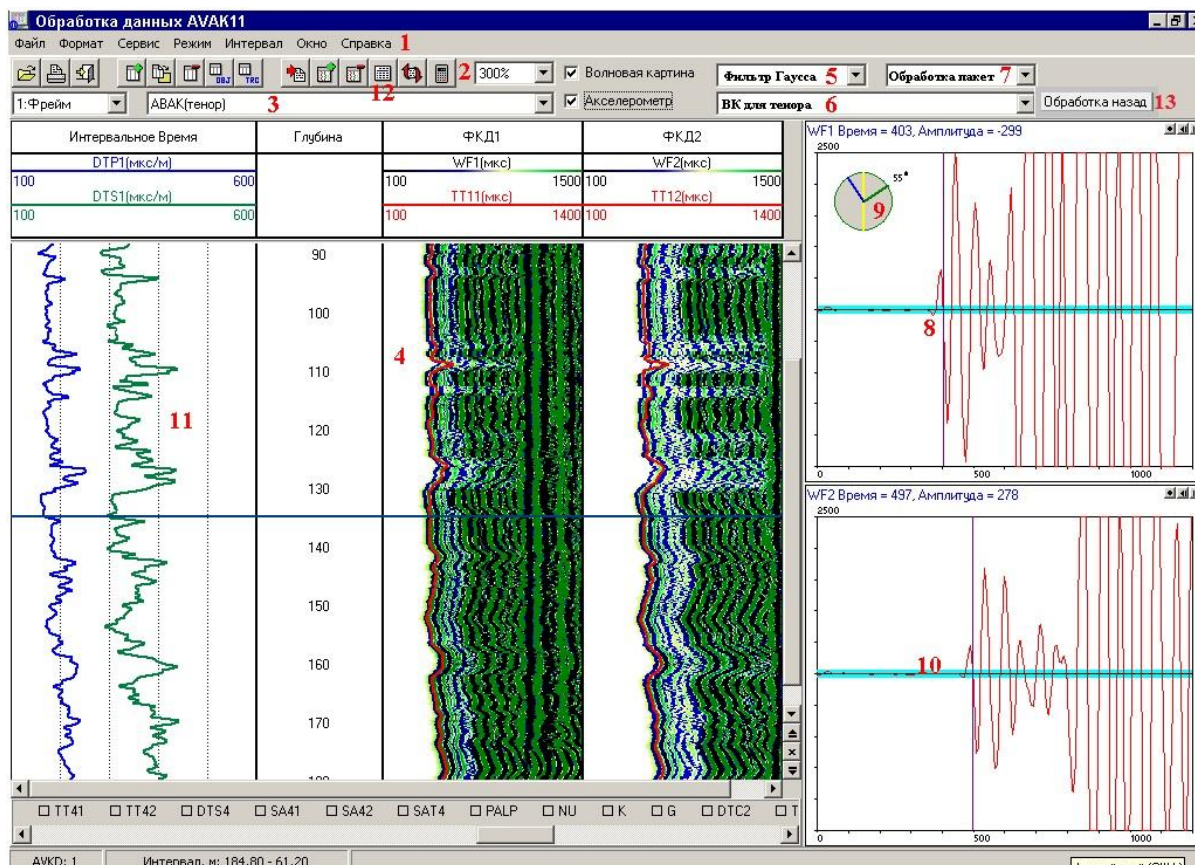 Обработка данных AVAK11
Файл Формат Сервис Режим Интервал Окно Справка 1
OBJ TRC 2 300% Волновая картина Фильтр Гаусса 5 Обработка пакет 7
12
1:Фрейм АВАК(тенор) 3 Акселерометр ВК для тенора 6 Обработка назад 13
Интервальное Время Глубина ФКД1 ФКД2
DTP1(мкс/м) WF1(мкс) WF2(мкс)
100 600 100 1500 100 1500
DTS1(мкс/м) TT11(мкс) TT12(мкс)
100 600 100 1400 100 1400
90
100
4
110
11
120
130
140
150
160
170
WF1 Время = 403, Амплитуда = -299
2500
55°
9
8
0 500 1000
WF2 Время = 497, Амплитуда = 278
2500
10
0 500 1000
TT41 TT42 DTS4 SA41 SA42 SAT4 PALP NU K G DTC2 T
AVKD: 1 Интервал, м: 184.80 - 61.20